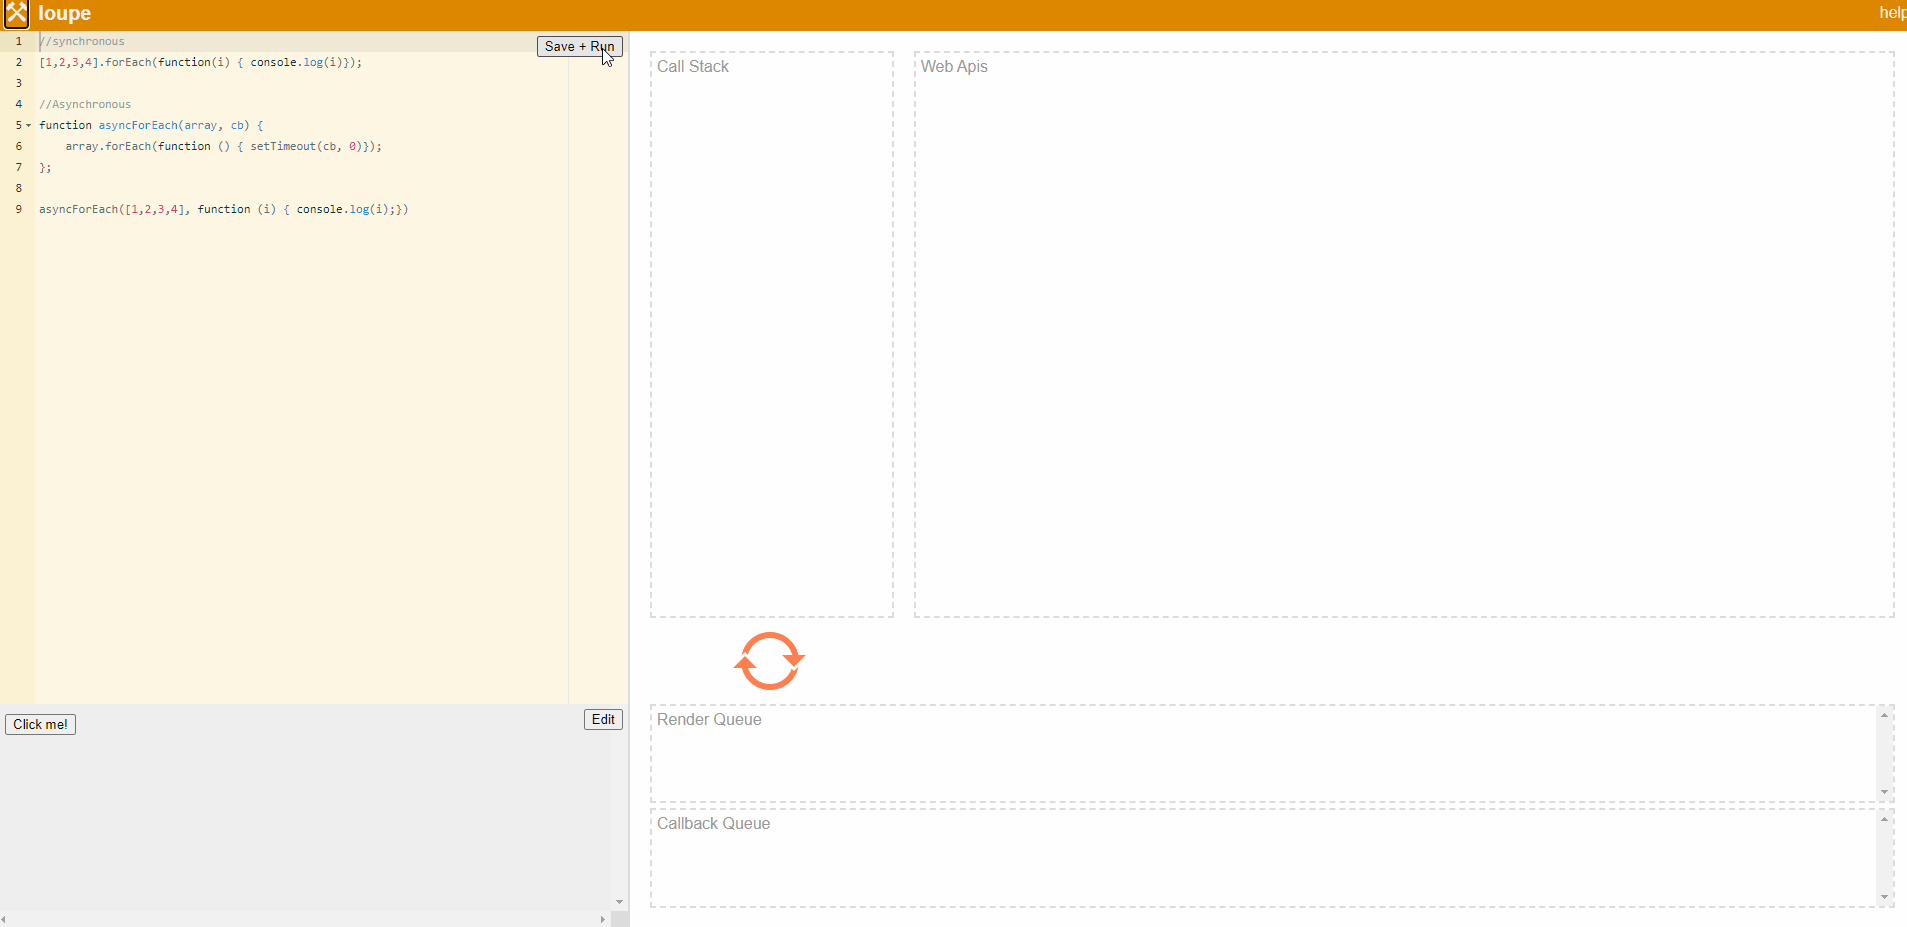 loupe
help
1 //synchronous
Save + Run
2 [1,2,3,4].forEach(function(i) { console.log(i)});
3
4 //Asynchronous
5 function asyncForEach(array, cb) {
6     array.forEach(function () { setTimeout(cb, 0)});
7 };
8
9 asyncForEach([1,2,3,4], function (i) { console.log(i);})
Call Stack
Web Apis
Click me!
Edit
Render Queue
Callback Queue